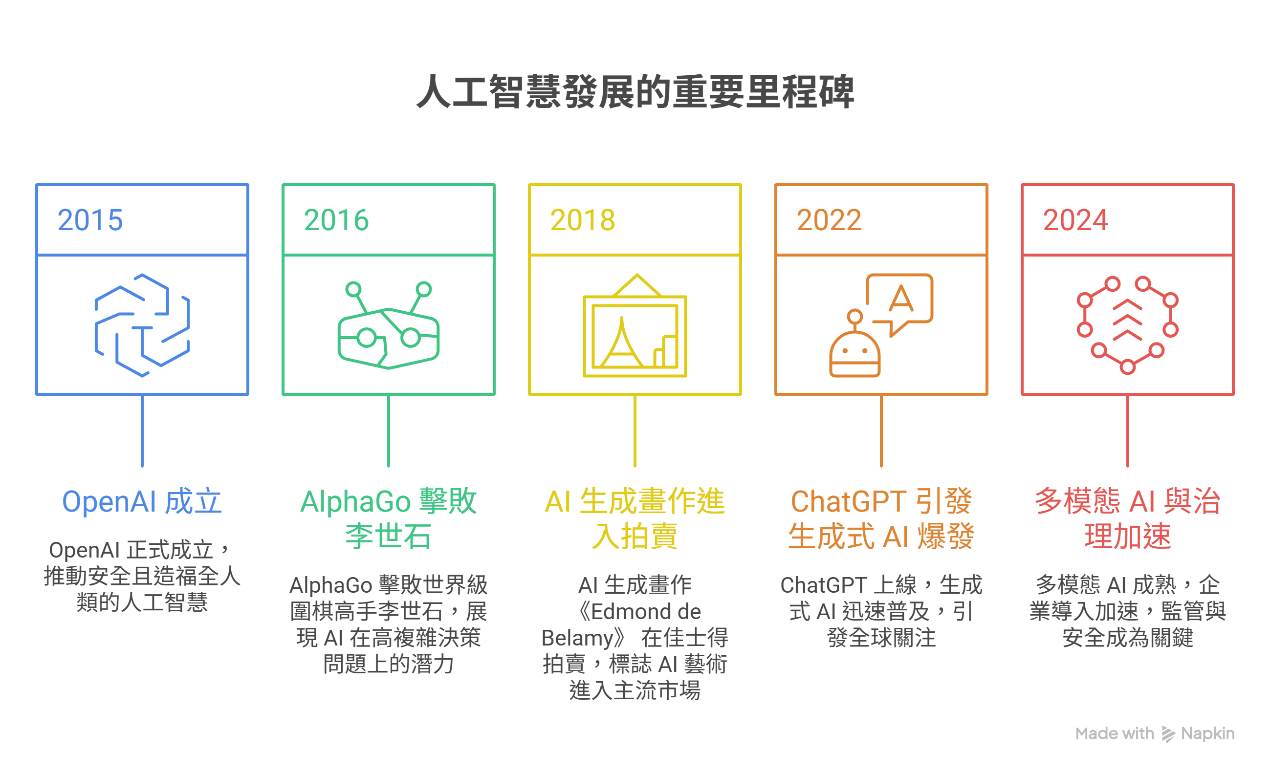 人工智慧發展的重要里程碑
2015
2016
2018
2022
2024
A
OpenAI 成立
OpenAI 正式成立，
推動安全且造福全人
類的人工智慧
AlphaGo 擊敗
李世石
AlphaGo 擊敗世界級
圍棋高手李世石，展
現 AI 在高複雜決策
問題上的潛力
AI 生成畫作進
入拍賣
AI 生成畫作
《Edmond de
Belamy》 在佳士得
拍賣，標誌 AI 藝術
進入主流市場
ChatGPT 引發
生成式 AI 爆發
ChatGPT 上線，生成
式 AI 迅速普及，引
發全球關注
多模態 AI 與治
理加速
多模態 AI 成熟，企
業導入加速，監管與
安全成為關鍵
Made with Napkin